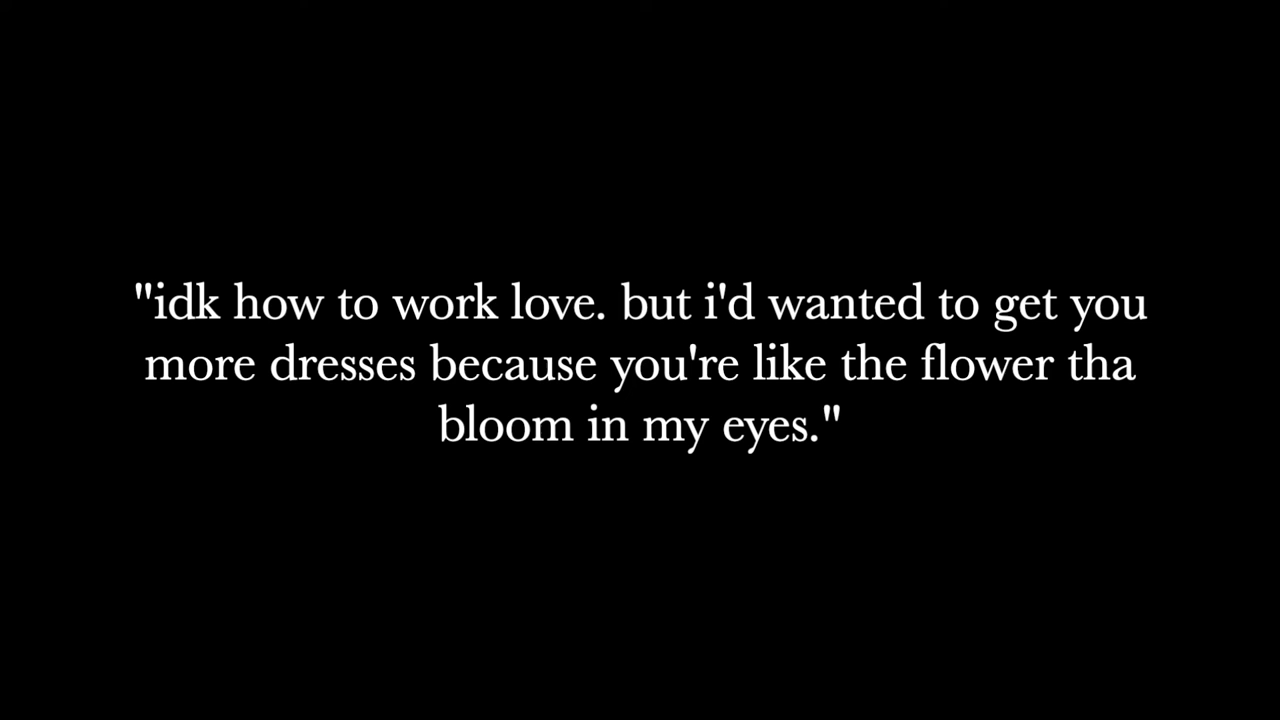 "idk how to work love. but i'd wanted to get you
more dresses because you're like the flower tha
bloom in my eyes."